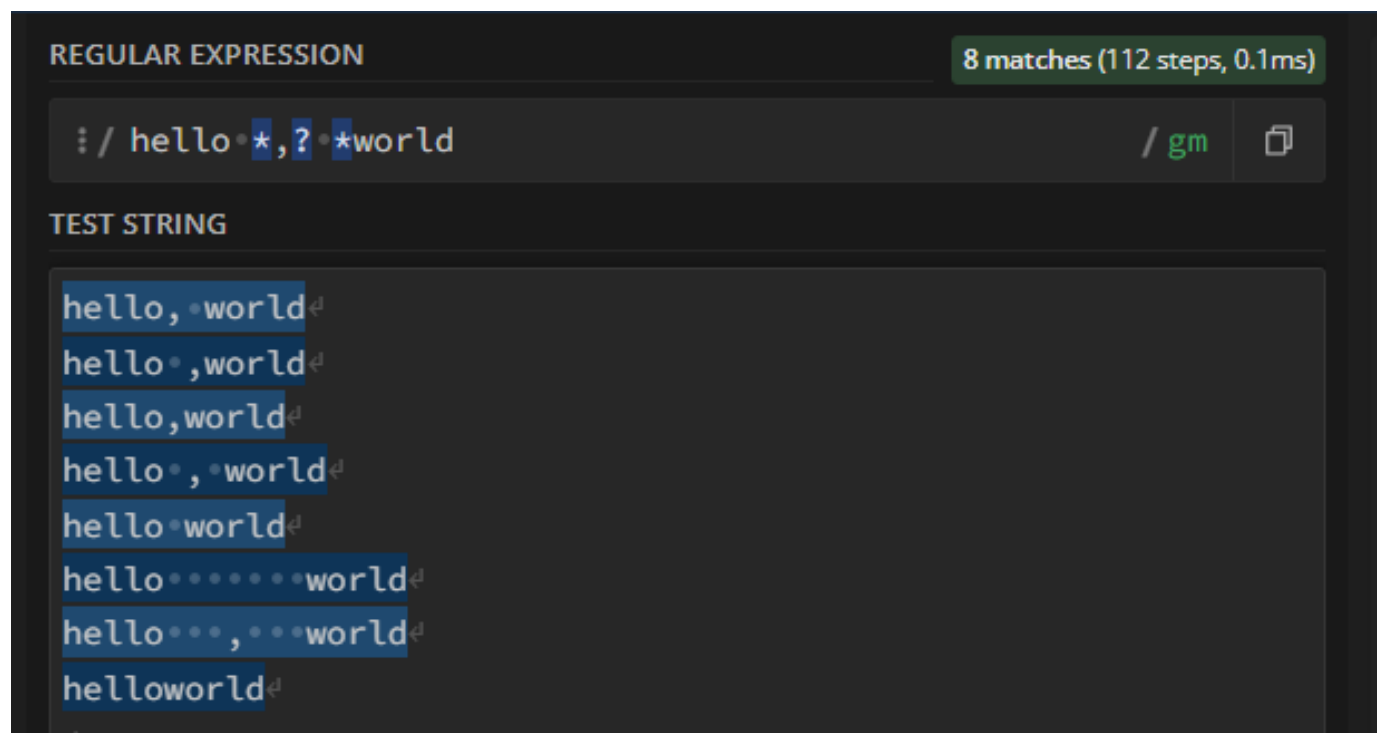 REGULAR EXPRESSION
8 matches (112 steps, 0.1ms)
/ hello *,? *world / gm
TEST STRING
hello, world
hello ,world
hello,world
hello , world
hello world
hello       world
hello   ,   world
helloworld